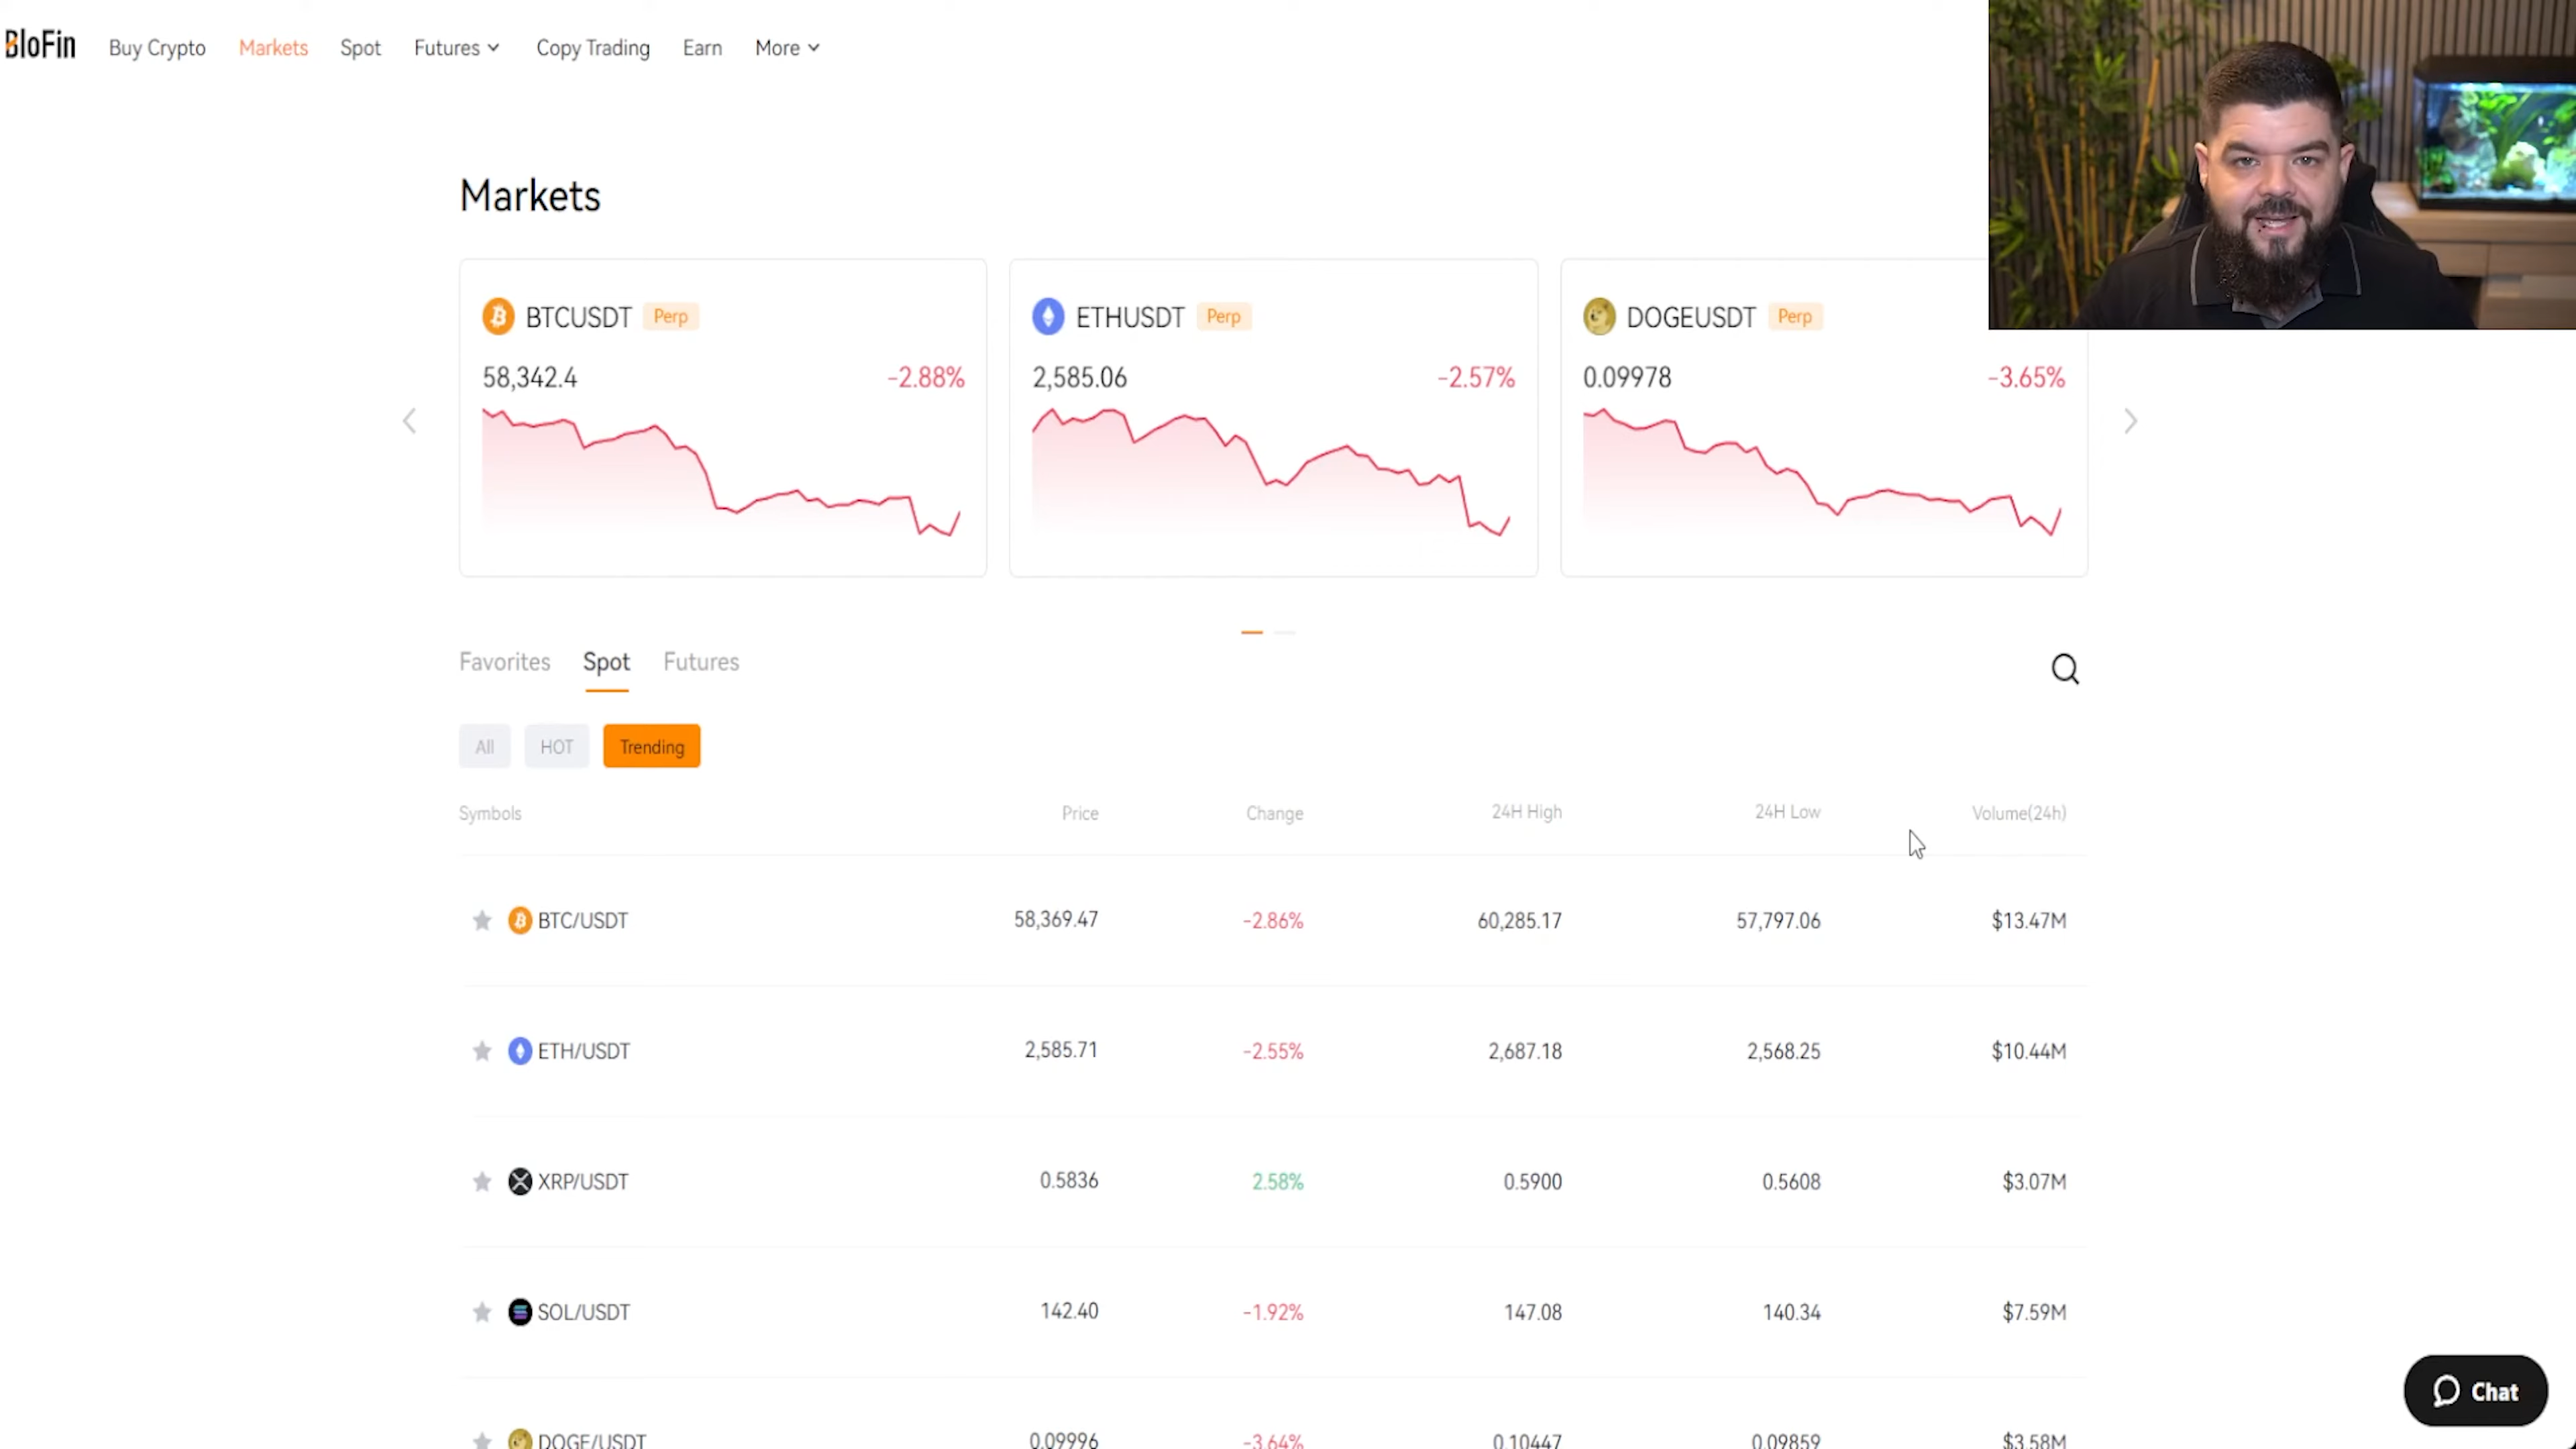 BloFin Buy Crypto Markets Spot Futures Copy Trading Earn More
Markets
BTCUSDT Perp
58,342.4 -2.88%
ETHUSDT Perp
2,585.06 -2.57%
DOGEUSDT Perp
0.09978 -3.65%
Favorites Spot Futures
All HOT Trending
Symbols Price Change 24H High 24H Low Volume(24h)
BTC/USDT 58,369.47 -2.86% 60,285.17 57,797.06 $13.47M
ETH/USDT 2,585.71 -2.55% 2,687.18 2,568.25 $10.44M
XRP/USDT 0.5836 2.58% 0.5900 0.5608 $3.07M
SOL/USDT 142.40 -1.92% 147.08 140.34 $7.59M
DOGE/USDT 0.09996 -3.64% 0.10447 0.09859 $3.58M
Chat